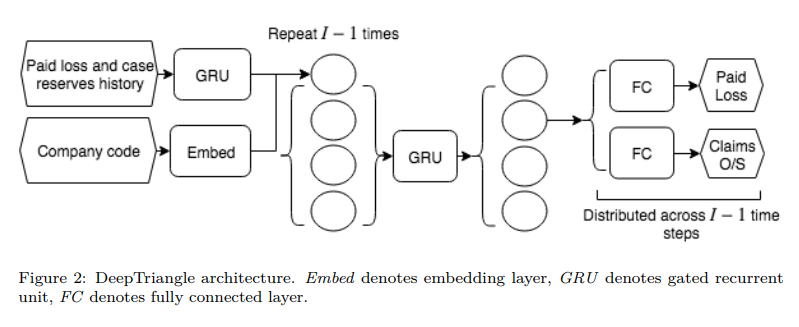 Repeat I − 1 times
Paid loss and case
reserves history
GRU
Company code
Embed
GRU
FC
Paid
Loss
FC
Claims
O/S
Distributed across I − 1 time
steps
Figure 2: DeepTriangle architecture. Embed denotes embedding layer, GRU denotes gated recurrent
unit, FC denotes fully connected layer.